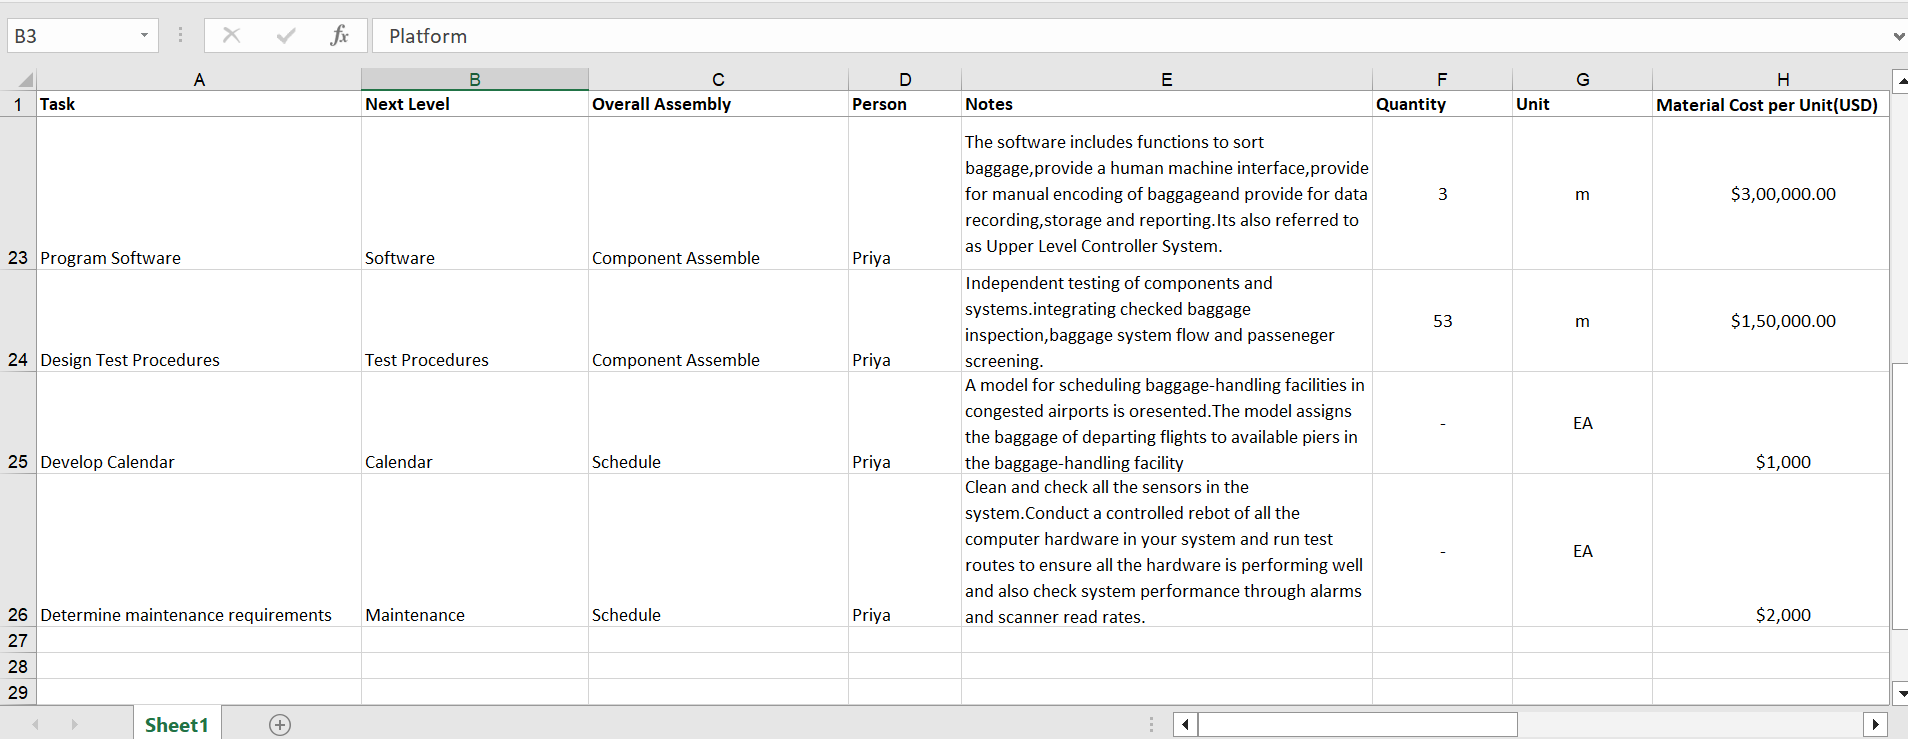 B3 fx Platform
A B C D E F G H
1 Task Next Level Overall Assembly Person Notes Quantity Unit Material Cost per Unit(USD)
The software includes functions to sort
baggage,provide a human machine interface,provide
for manual encoding of baggageand provide for data 3 m $3,00,000.00
recording,storage and reporting.Its also referred to
as Upper Level Controller System.
23 Program Software Software Component Assemble Priya
Independent testing of components and
systems.integrating checked baggage
inspection,baggage system flow and passeneger 53 m $1,50,000.00
screening.
24 Design Test Procedures Test Procedures Component Assemble Priya
A model for scheduling baggage-handling facilities in
congested airports is oresented.The model assigns
the baggage of departing flights to available piers in
- EA
the baggage-handling facility
25 Develop Calendar Calendar Schedule Priya $1,000
Clean and check all the sensors in the
system.Conduct a controlled rebot of all the
computer hardware in your system and run test
- EA
routes to ensure all the hardware is performing well
and also check system performance through alarms
and scanner read rates.
26 Determine maintenance requirements Maintenance Schedule Priya $2,000
27
28
29
Sheet1